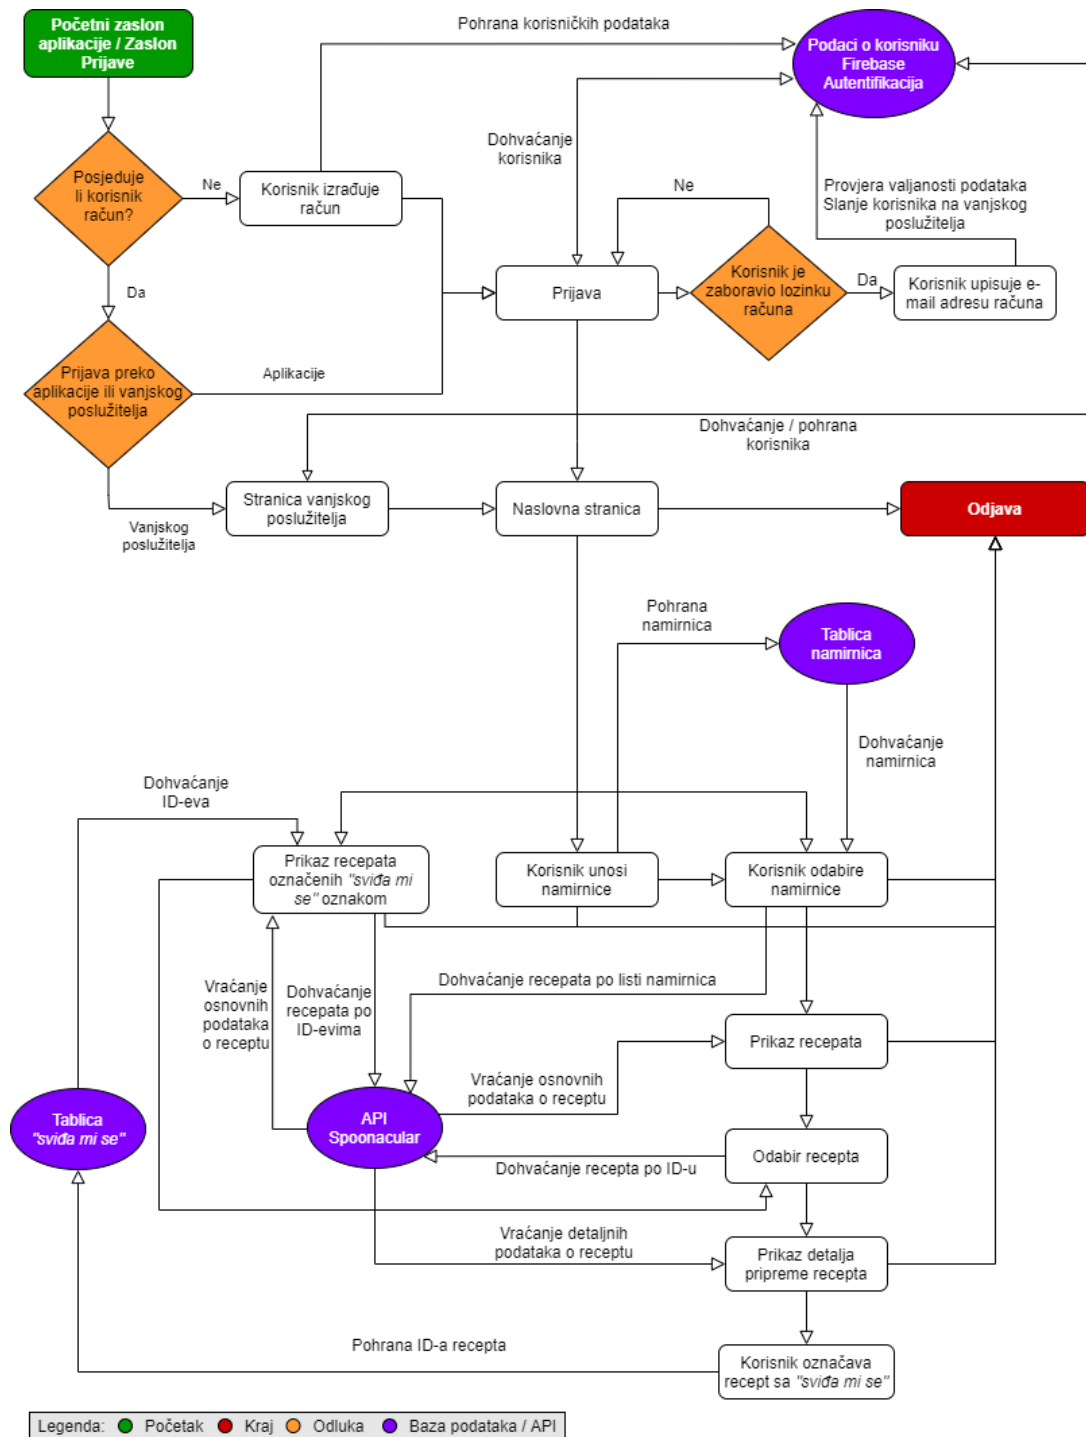 Početni zaslon
aplikacije / Zaslon
Prijave
Pohrana korisničkih podataka
Podaci o korisniku
Firebase
Autentifikacija
Dohvaćanje
korisnika
Posjeduje
li korisnik
račun?
Ne
Korisnik izrađuje
račun
Ne
Provjera valjanosti podataka
Slanje korisnika na vanjskog
poslužitelja
Da
Prijava
Korisnik je
zaboravio lozinku
računa
Da
Korisnik upisuje e-
mail adresu računa
Prijava preko
aplikacije ili vanjskog
poslužitelja
Aplikacije
Dohvaćanje / pohrana
korisnika
Vanjskog
poslužitelja
Stranica vanjskog
poslužitelja
Naslovna stranica
Odjava
Pohrana
namirnica
Tablica
namirnica
Dohvaćanje
namirnica
Dohvaćanje
ID-eva
Prikaz recepata
označenih "sviđa mi
se" oznakom
Korisnik unosi
namirnice
Korisnik odabire
namirnice
Vraćanje
osnovnih
podataka
o receptu
Dohvaćanje
recepata po
ID-evima
Dohvaćanje recepata po listi namirnica
Prikaz recepata
Vraćanje osnovnih
podataka o receptu
Tablica
"sviđa mi se"
API
Spoonacular
Dohvaćanje recepta po ID-u
Odabir recepta
Vraćanje detaljnih
podataka o receptu
Prikaz detalja
pripreme recepta
Pohrana ID-a recepta
Korisnik označava
recept sa "sviđa mi se"
Legenda: Početak Kraj Odluka Baza podataka / API